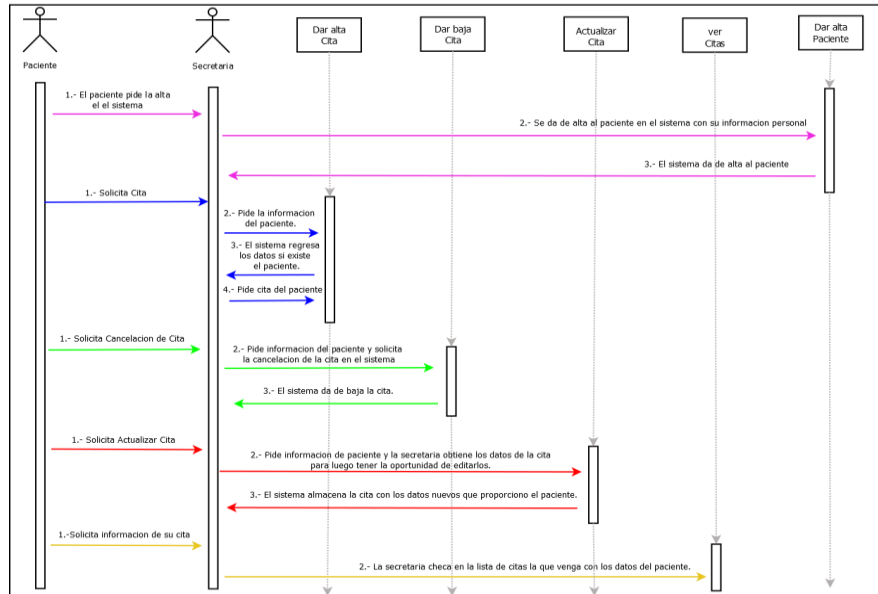 Dar alta
Cita
Dar baja
Cita
Actualizar
Cita
ver
Citas
Dar alta
Paciente
Paciente
Secretaria
1.- El paciente pide la alta
el el sistema
2.- Se da de alta al paciente en el sistema con su informacion personal
3.- El sistema da de alta al paciente
1.- Solicita Cita
2.- Pide la informacion
del paciente.
3.- El sistema regresa
los datos si existe
el paciente.
4.- Pide cita del paciente
1.- Solicita Cancelacion de Cita
2.- Pide informacion del paciente y solicita
la cancelacion de la cita en el sistema
3.- El sistema da de baja la cita.
1.- Solicita Actualizar Cita
2.- Pide informacion de paciente y la secretaria obtiene los datos de la cita
para luego tener la oportunidad de editarlos.
3.- El sistema almacena la cita con los datos nuevos que proporciono el paciente.
1.-Solicita informacion de su cita
2.- La secretaria checa en la lista de citas la que venga con los datos del paciente.